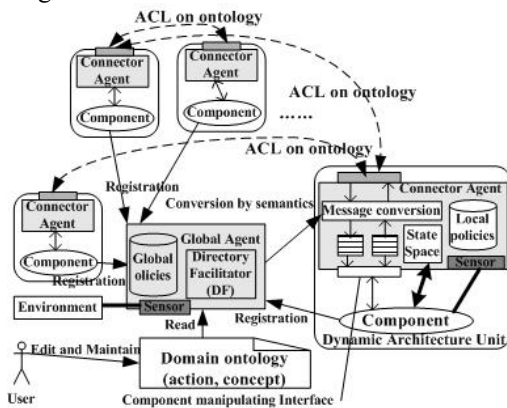 ACL on ontology
Connector
Agent
Component
Connector
Agent
Component
ACL on ontology
......
ACL on ontology
Connector
Agent
Component
Registration
Registration
Conversion by semantics
Global Agent
Global
olicies
Directory
Facilitator
(DF)
Connector Agent
Message conversion
State
Space
Local
policies
Sensor
Environment
Sensor
Read
Registration
Component
Dynamic Architecture Unit
Edit and Maintain
Domain ontology
(action, concept)
User
Component manipulating Interface